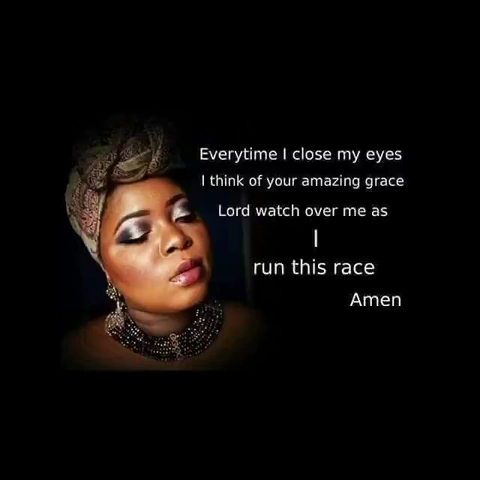 Everytime I close my eyes
I think of your amazing grace
Lord watch over me as
I
run this race
Amen